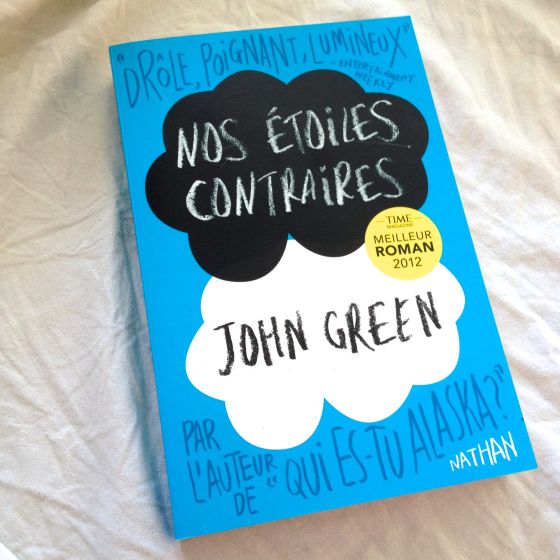 "DRÔLE, POIGNANT, LUMINEUX"
- ENTERTAINMENT
WEEKLY
NOS ÉTOILES
CONTRAIRES
TIME
MAGAZINE
MEILLEUR
ROMAN
2012
JOHN GREEN
PAR
L'AUTEUR
DE "QUI ES-TU ALASKA?"
NATHAN